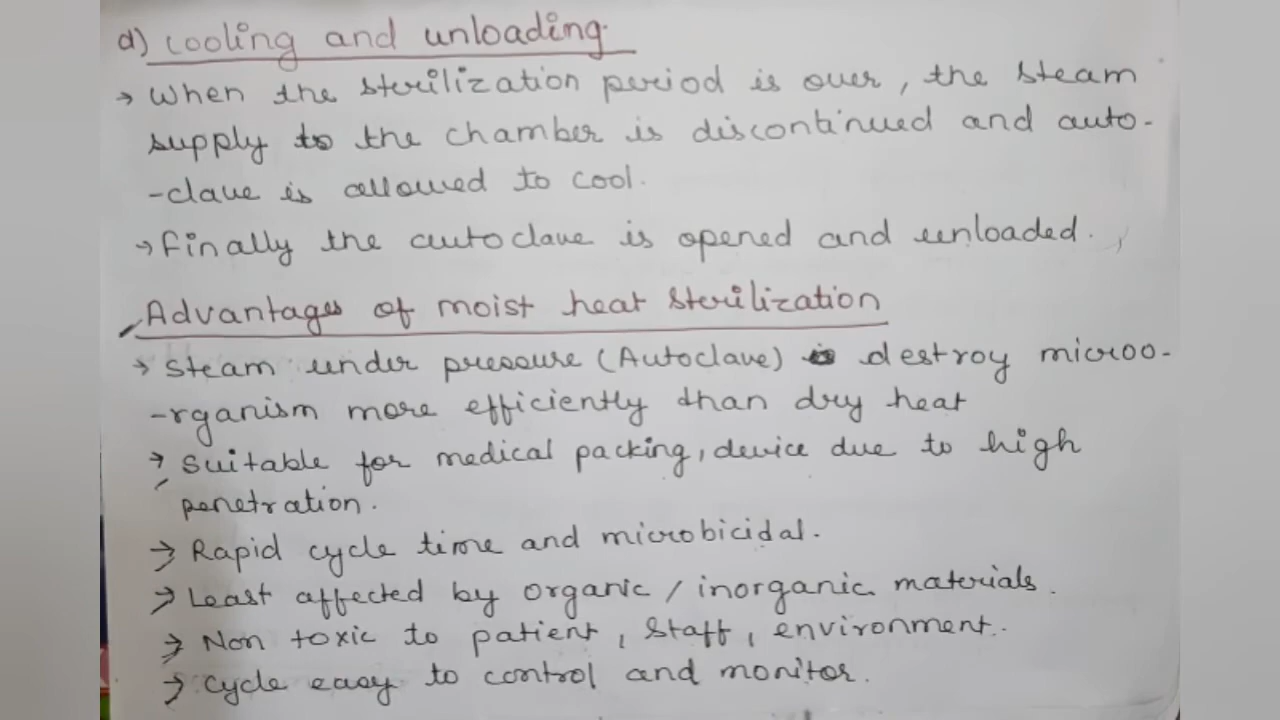 d) cooling and unloading.
→ When the sterilization period is over, the steam
supply to the chamber is discontinued and auto-
-clave is allowed to cool.
→ Finally the autoclave is opened and unloaded.
Advantages of moist heat sterilization
→ Steam under pressure (Autoclave) destroy microo-
-rganism more efficiently than dry heat
→ Suitable for medical packing, device due to high
penetration.
→ Rapid cycle time and microbicidal.
→ Least affected by organic / inorganic materials.
→ Non toxic to patient, staff, environment.
→ Cycle easy to control and monitor.